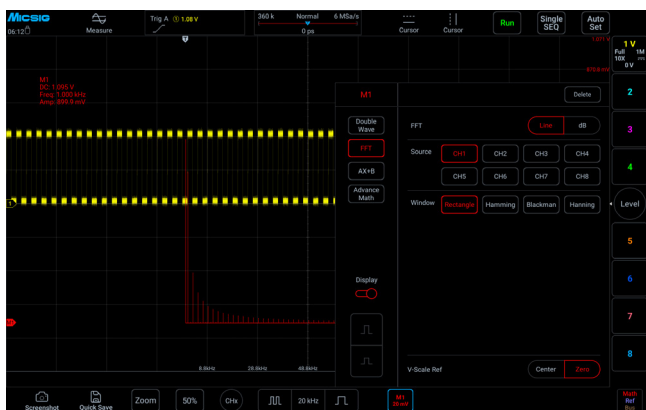 Micsig
06:12
Measure
Trig A ① 1.08 V
360 k Normal 6 MSa/s
0 ps
Cursor
Cursor
Run
Single SEQ
Auto Set
1 V
Full 1M
10X
0 V
M1
DC: 1.005 V
Freq: 1.000 kHz
Amp: 899.9 mV
M1
Delete
2
Double Wave
FFT
Line
dB
3
FFT
Source
CH1
CH2
CH3
CH4
AX+B
CH5
CH6
CH7
CH8
4
Advance Math
Window
Rectangle
Hamming
Blackman
Hanning
Level
5
Display
6
7
8
8.8kHz
28.8kHz
48.8kHz
V-Scale Ref
Center
Zero
Screenshot
Quick Save
Zoom
50%
CHx
20 kHz
M1
Math
Ref
Bus